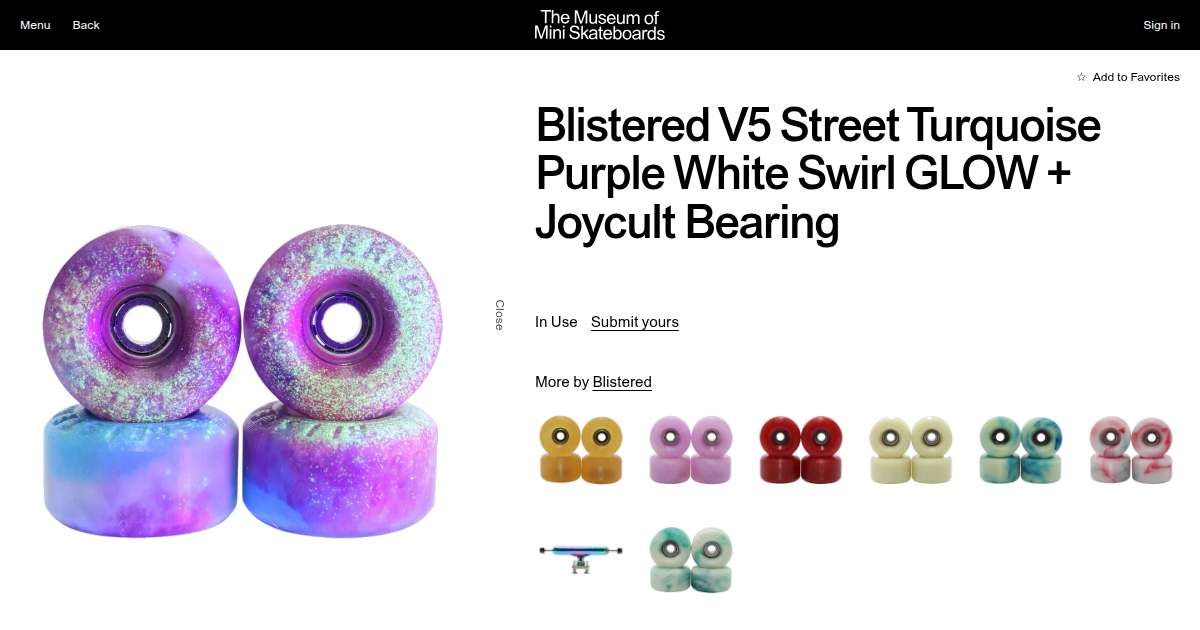 Menu
Back
The Museum of
Mini Skateboards
Sign in
☆ Add to Favorites
Blistered V5 Street Turquoise
Purple White Swirl GLOW +
Joycult Bearing
Close
In Use Submit yours
More by Blistered